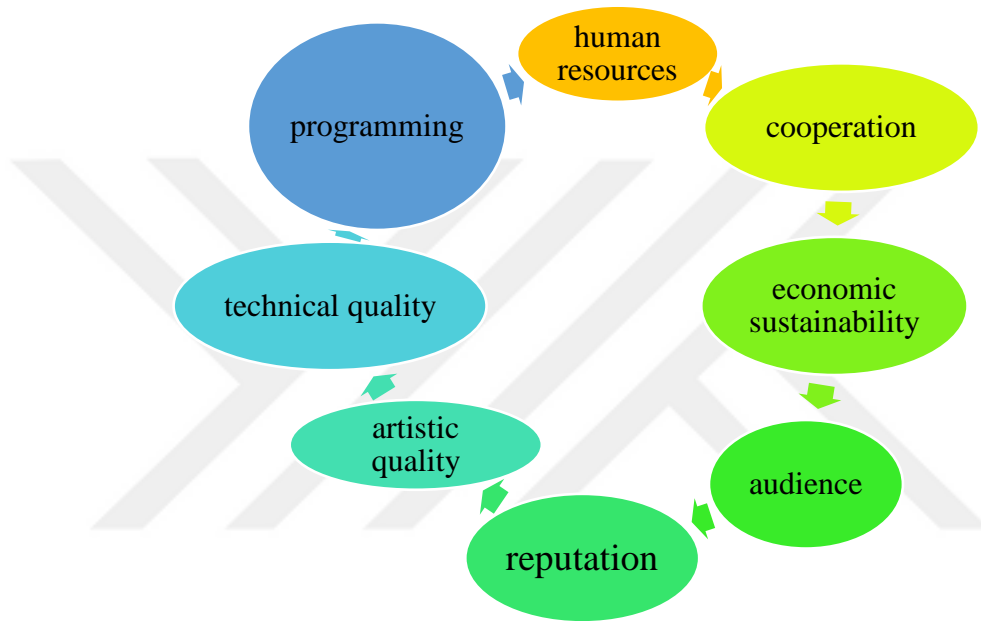 human
resources
programming
cooperation
economic
sustainability
technical quality
artistic
quality
audience
reputation